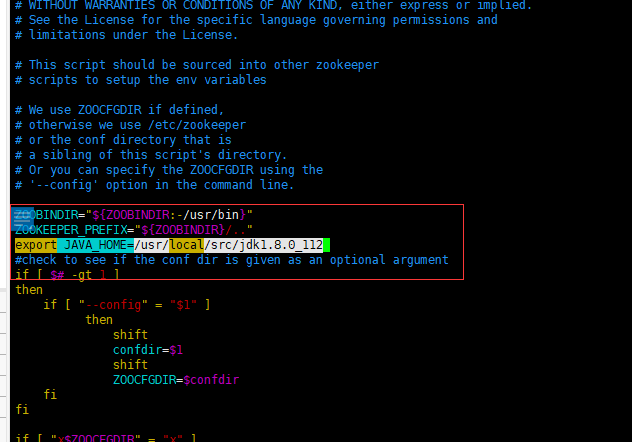 # WITHOUT WARRANTIES OR CONDITIONS OF ANY KIND, either express or implied.
# See the License for the specific language governing permissions and
# limitations under the License.
# This script should be sourced into other zookeeper
# scripts to setup the env variables
# We use ZOOCFGDIR if defined,
# otherwise we use /etc/zookeeper
# or the conf directory that is
# a sibling of this script's directory.
# Or you can specify the ZOOCFGDIR using the
# '--config' option in the command line.
ZOOBINDIR="${ZOOBINDIR:-/usr/bin}"
ZOOKEEPER_PREFIX="${ZOOBINDIR}/.."
export JAVA_HOME=/usr/local/src/jdk1.8.0_112
#check to see if the conf dir is given as an optional argument
if [ $# -gt 1 ]
then
if [ "--config" = "$1" ]
then
shift
confdir=$1
shift
ZOOCFGDIR=$confdir
fi
fi
if [ "x$ZOOCFGDIR" = "x" ]